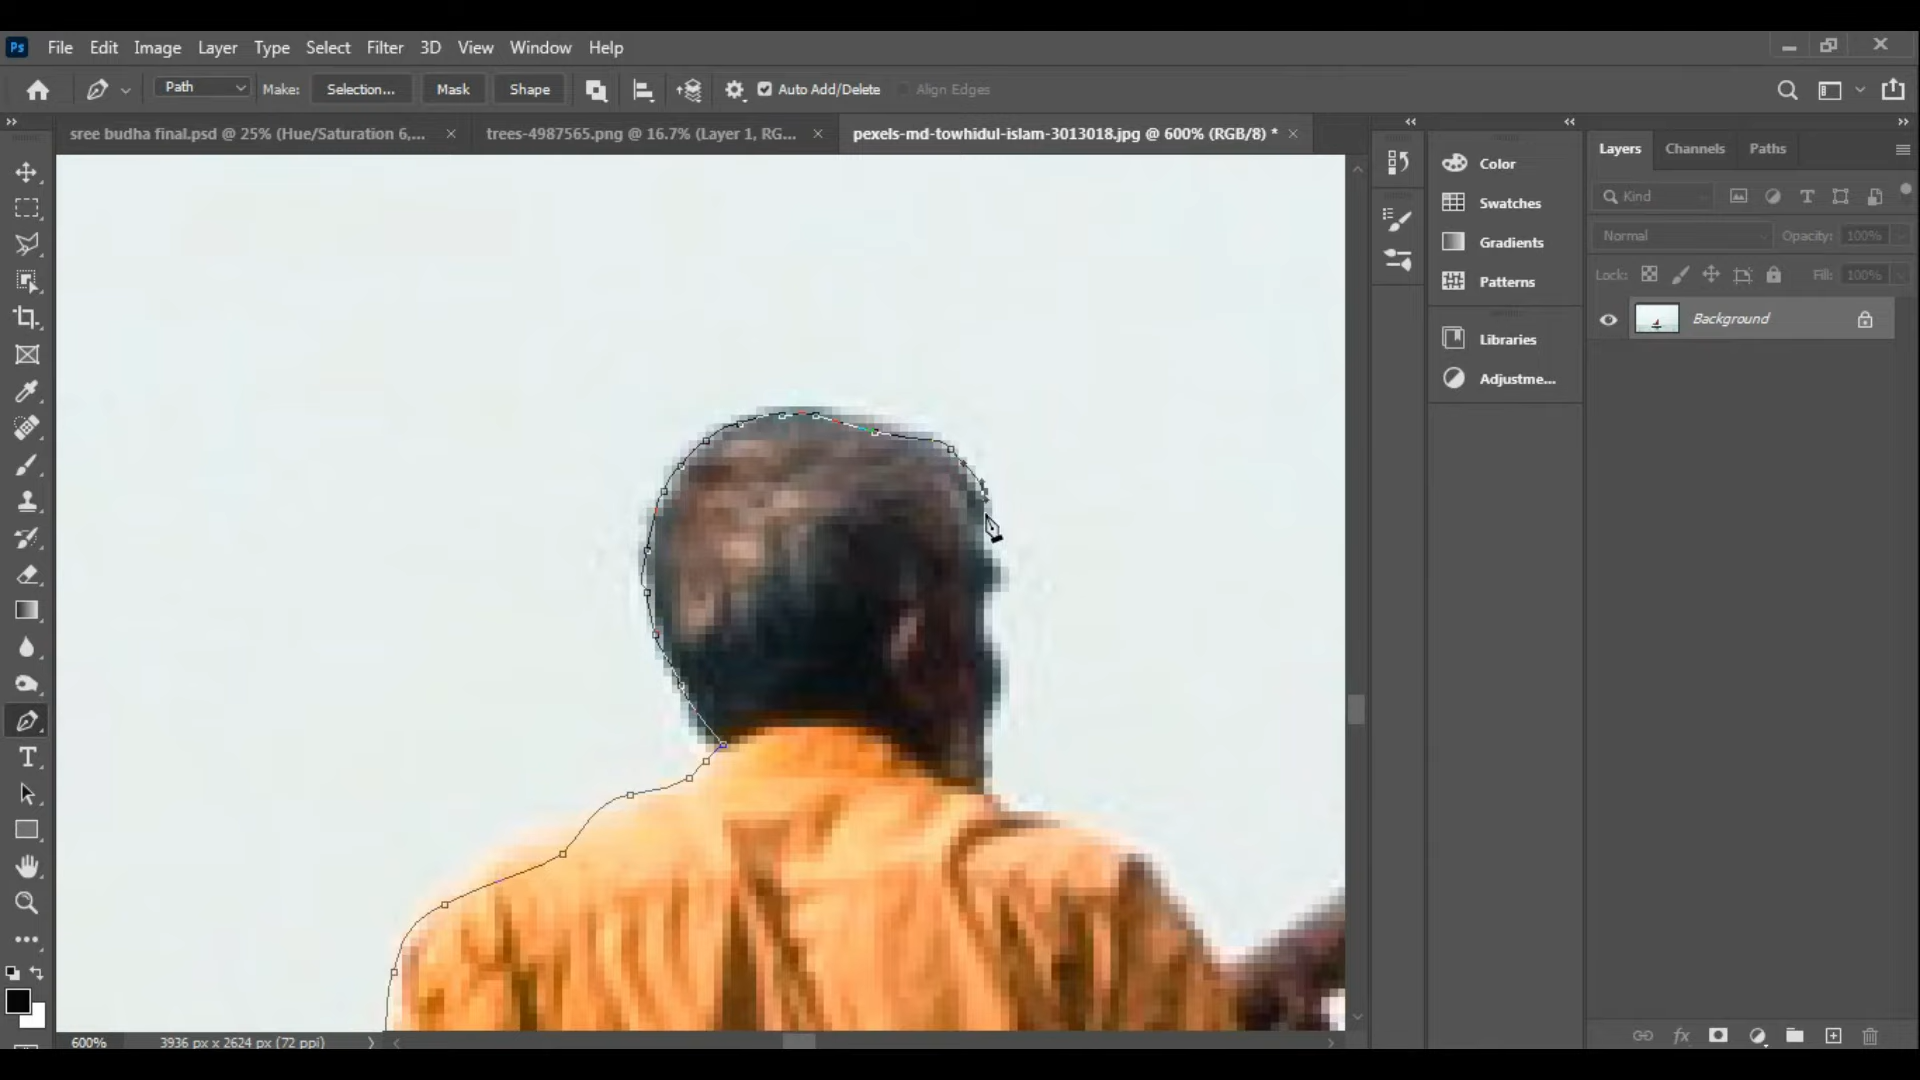 Ps File Edit Image Layer Type Select Filter 3D View Window Help
Path Make: Selection... Mask Shape Auto Add/Delete Align Edges
sree budha final.psd @ 25% (Hue/Saturation 6,... trees-4987565.png @ 16.7% (Layer 1, RG... pexels-md-towhidul-islam-3013018.jpg @ 600% (RGB/8) *
Color
Swatches
Gradients
Patterns
Libraries
Adjustme...
Layers Channels Paths
Kind
Normal Opacity: 100%
Lock: Fill: 100%
Background
600% 3936 px x 2624 px (72 ppi)